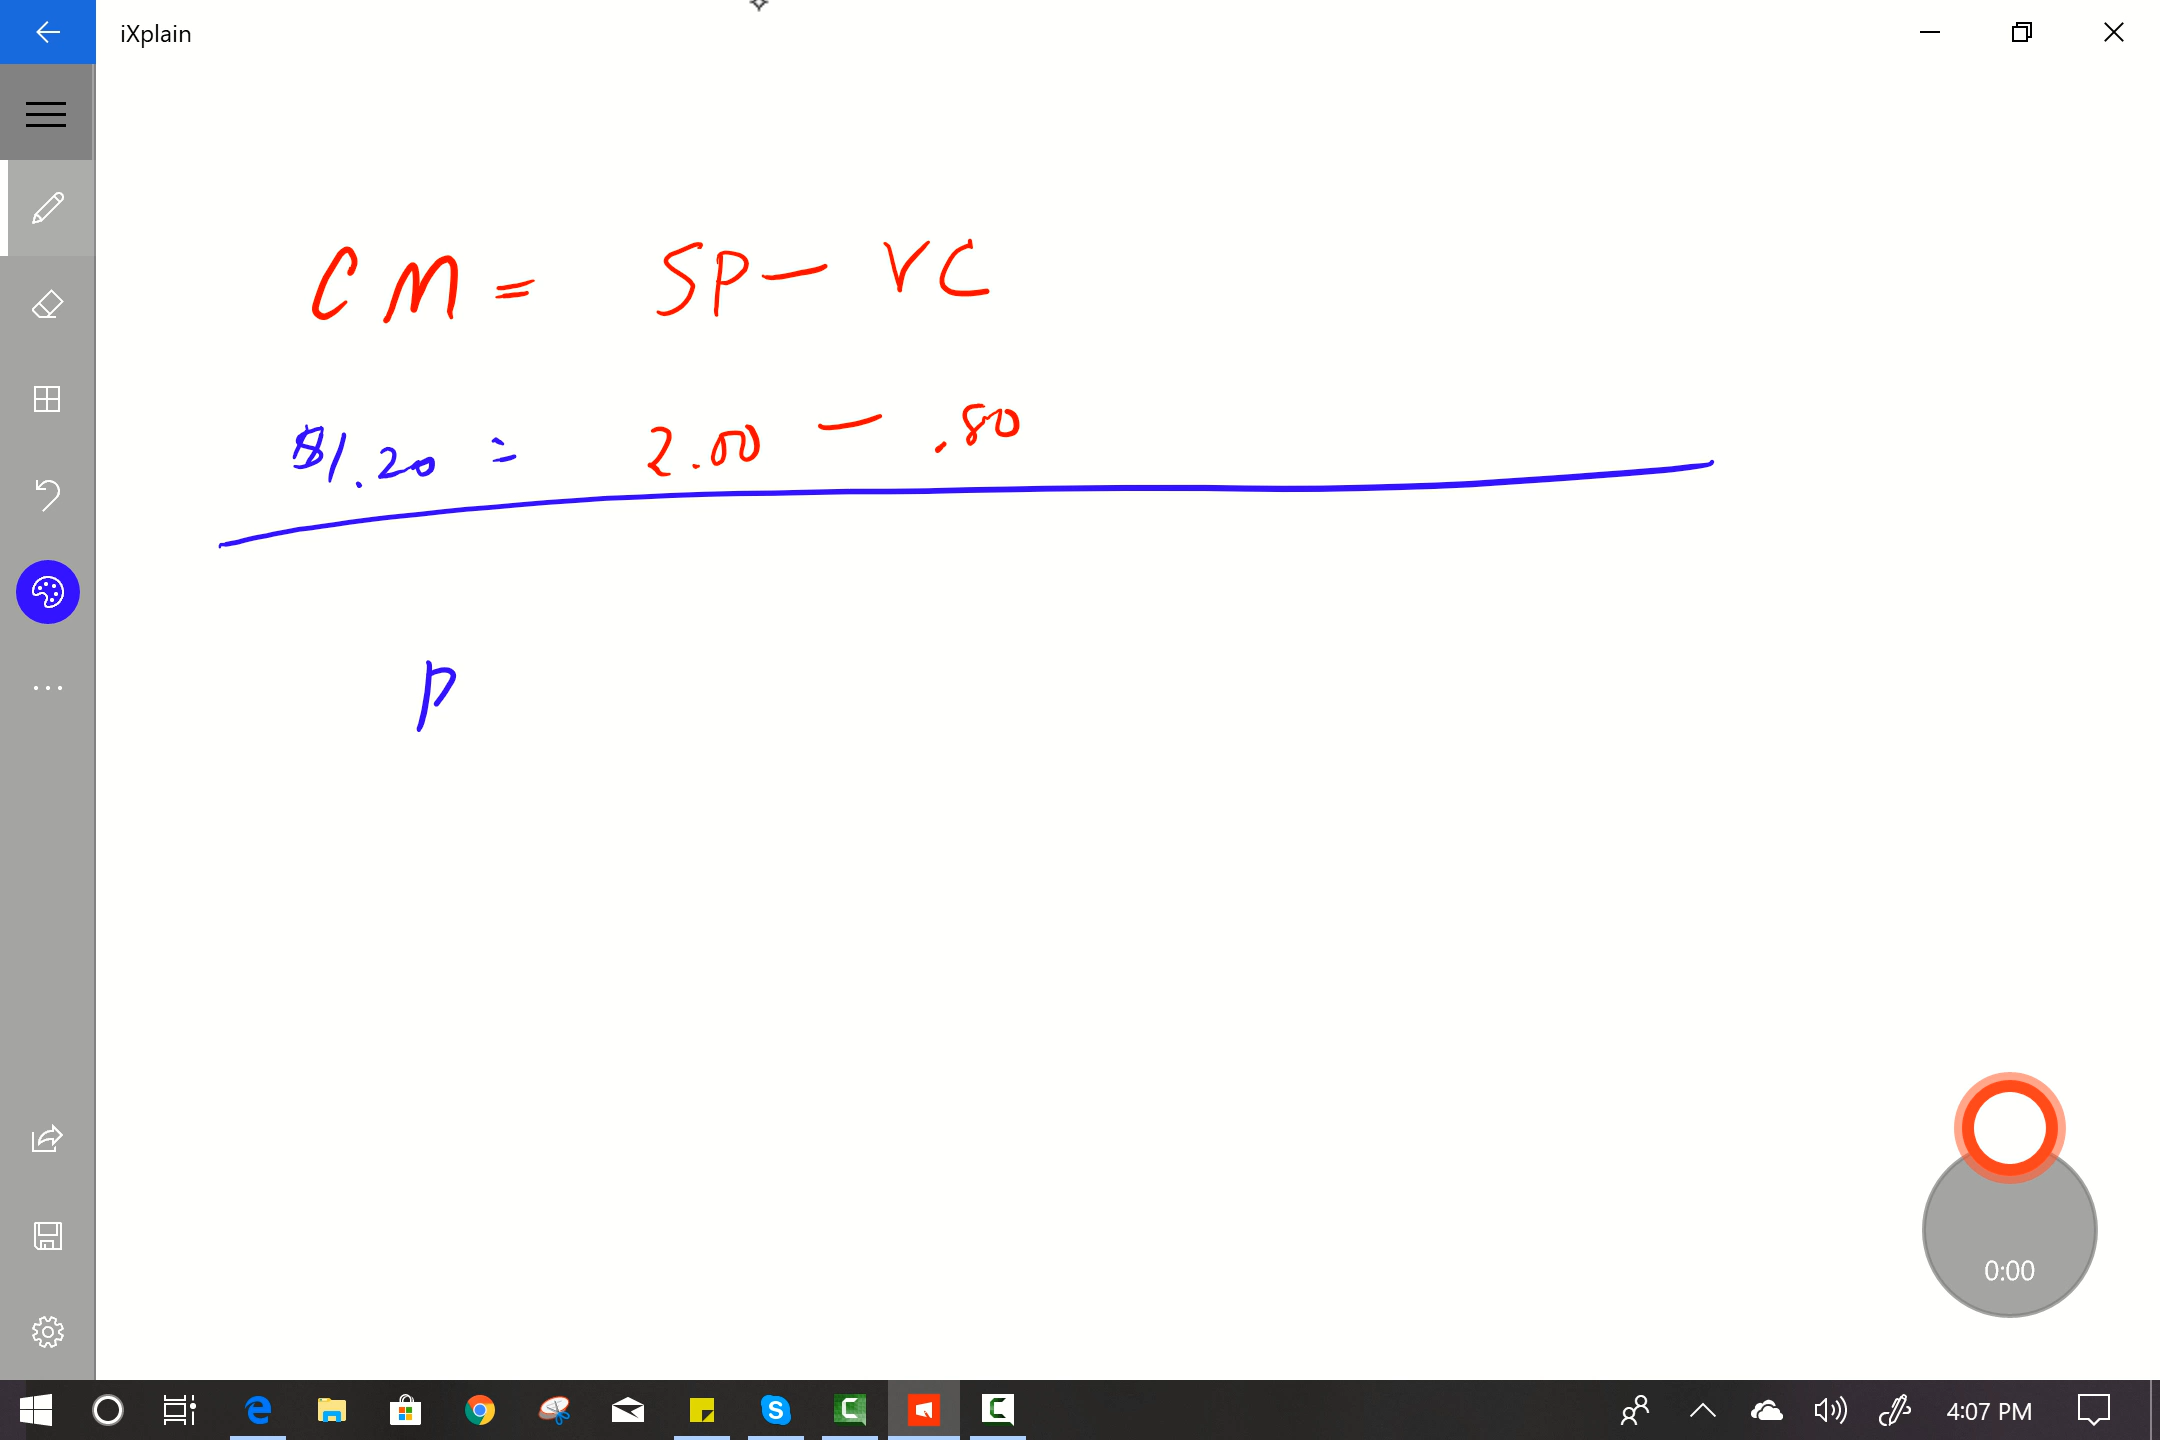 iXplain
CM = SP - VC
$1.20 = 2.00 - .80
P
0:00
4:07 PM